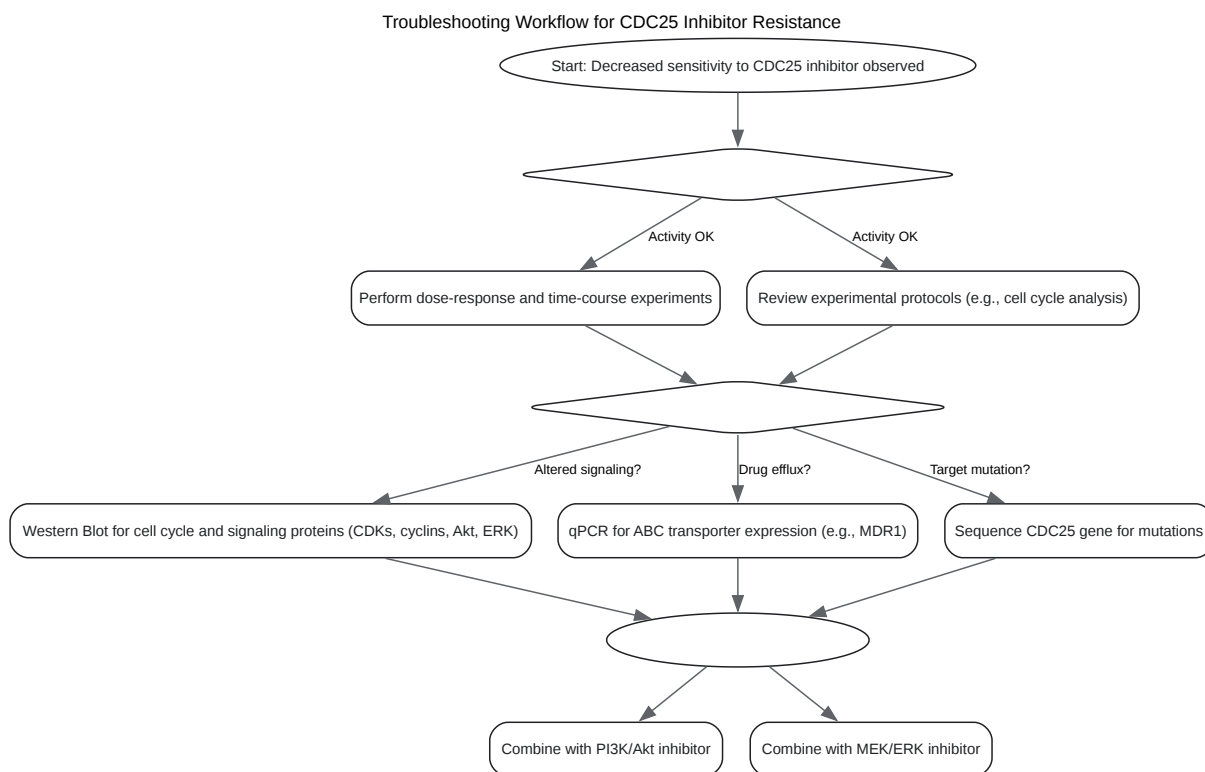 Troubleshooting Workflow for CDC25 Inhibitor Resistance
Start: Decreased sensitivity to CDC25 inhibitor observed
Activity OK
Activity OK
Perform dose-response and time-course experiments
Review experimental protocols (e.g., cell cycle analysis)
Altered signaling?
Drug efflux?
Target mutation?
Western Blot for cell cycle and signaling proteins (CDKs, cyclins, Akt, ERK)
qPCR for ABC transporter expression (e.g., MDR1)
Sequence CDC25 gene for mutations
Combine with PI3K/Akt inhibitor
Combine with MEK/ERK inhibitor